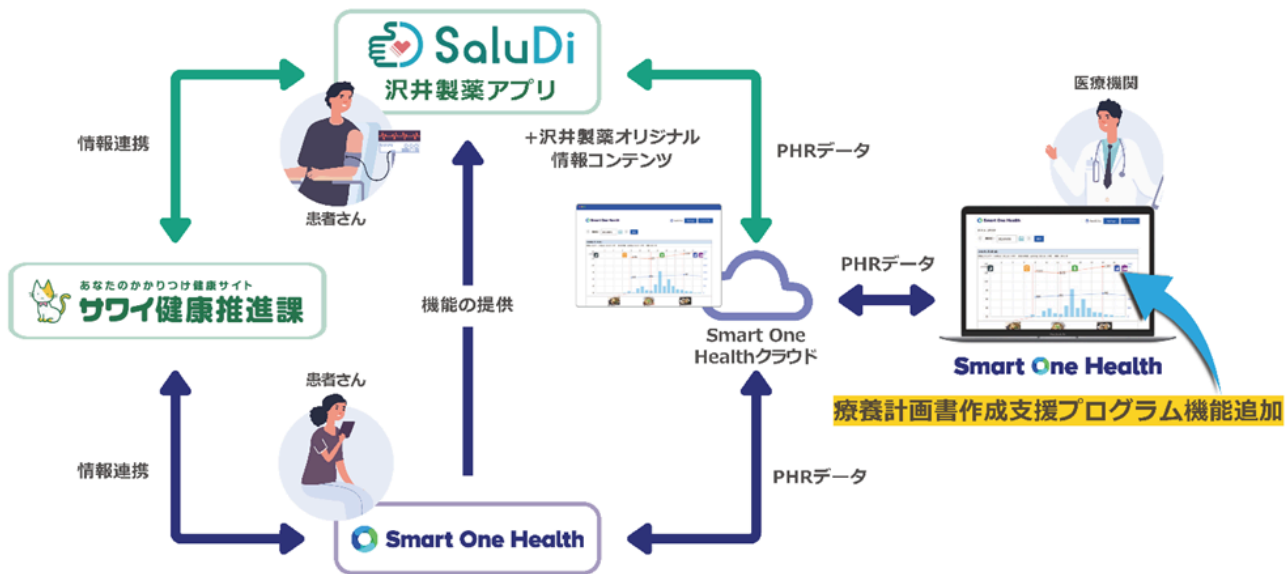 SaluDi
沢井製薬アプリ
医療機関
情報連携
+沢井製薬オリジナル
情報コンテンツ
PHRデータ
患者さん
Smart One Health
Smart One Health
PHRデータ
あなたのかかりつけ健康サイト
サワイ健康推進課
機能の提供
Smart One
Healthクラウド
Smart One Health
療養計画書作成支援プログラム機能追加
患者さん
情報連携
PHRデータ
Smart One Health